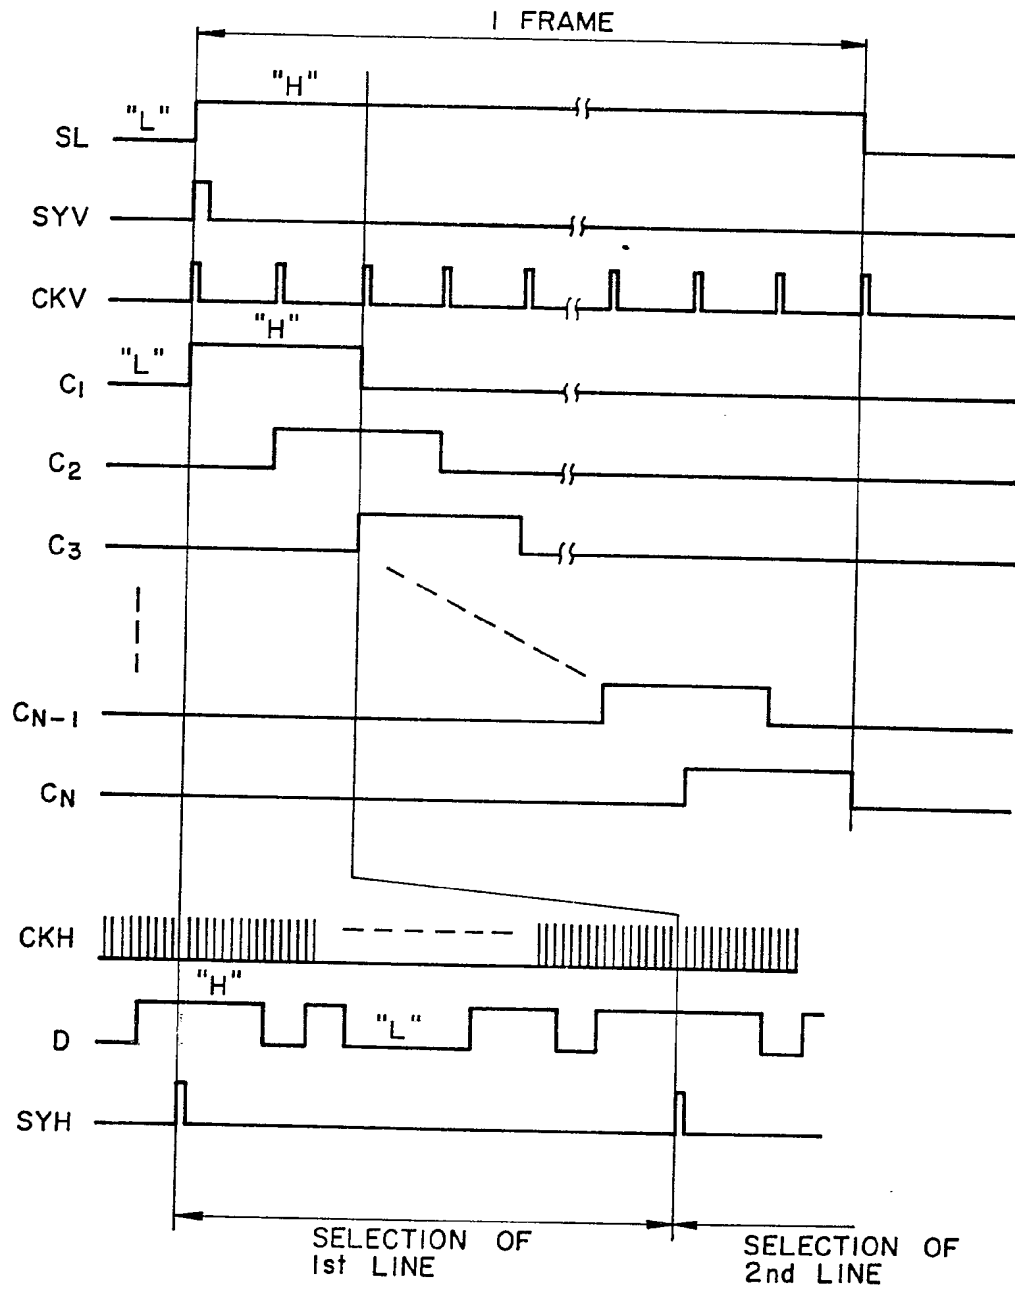 1 FRAME
"H"
"L"
SL
SYV
CKV
"H"
"L"
C1
C2
C3
CN-1
CN
CKH
"H"
"L"
D
SYH
SELECTION OF
1st LINE
SELECTION OF
2nd LINE